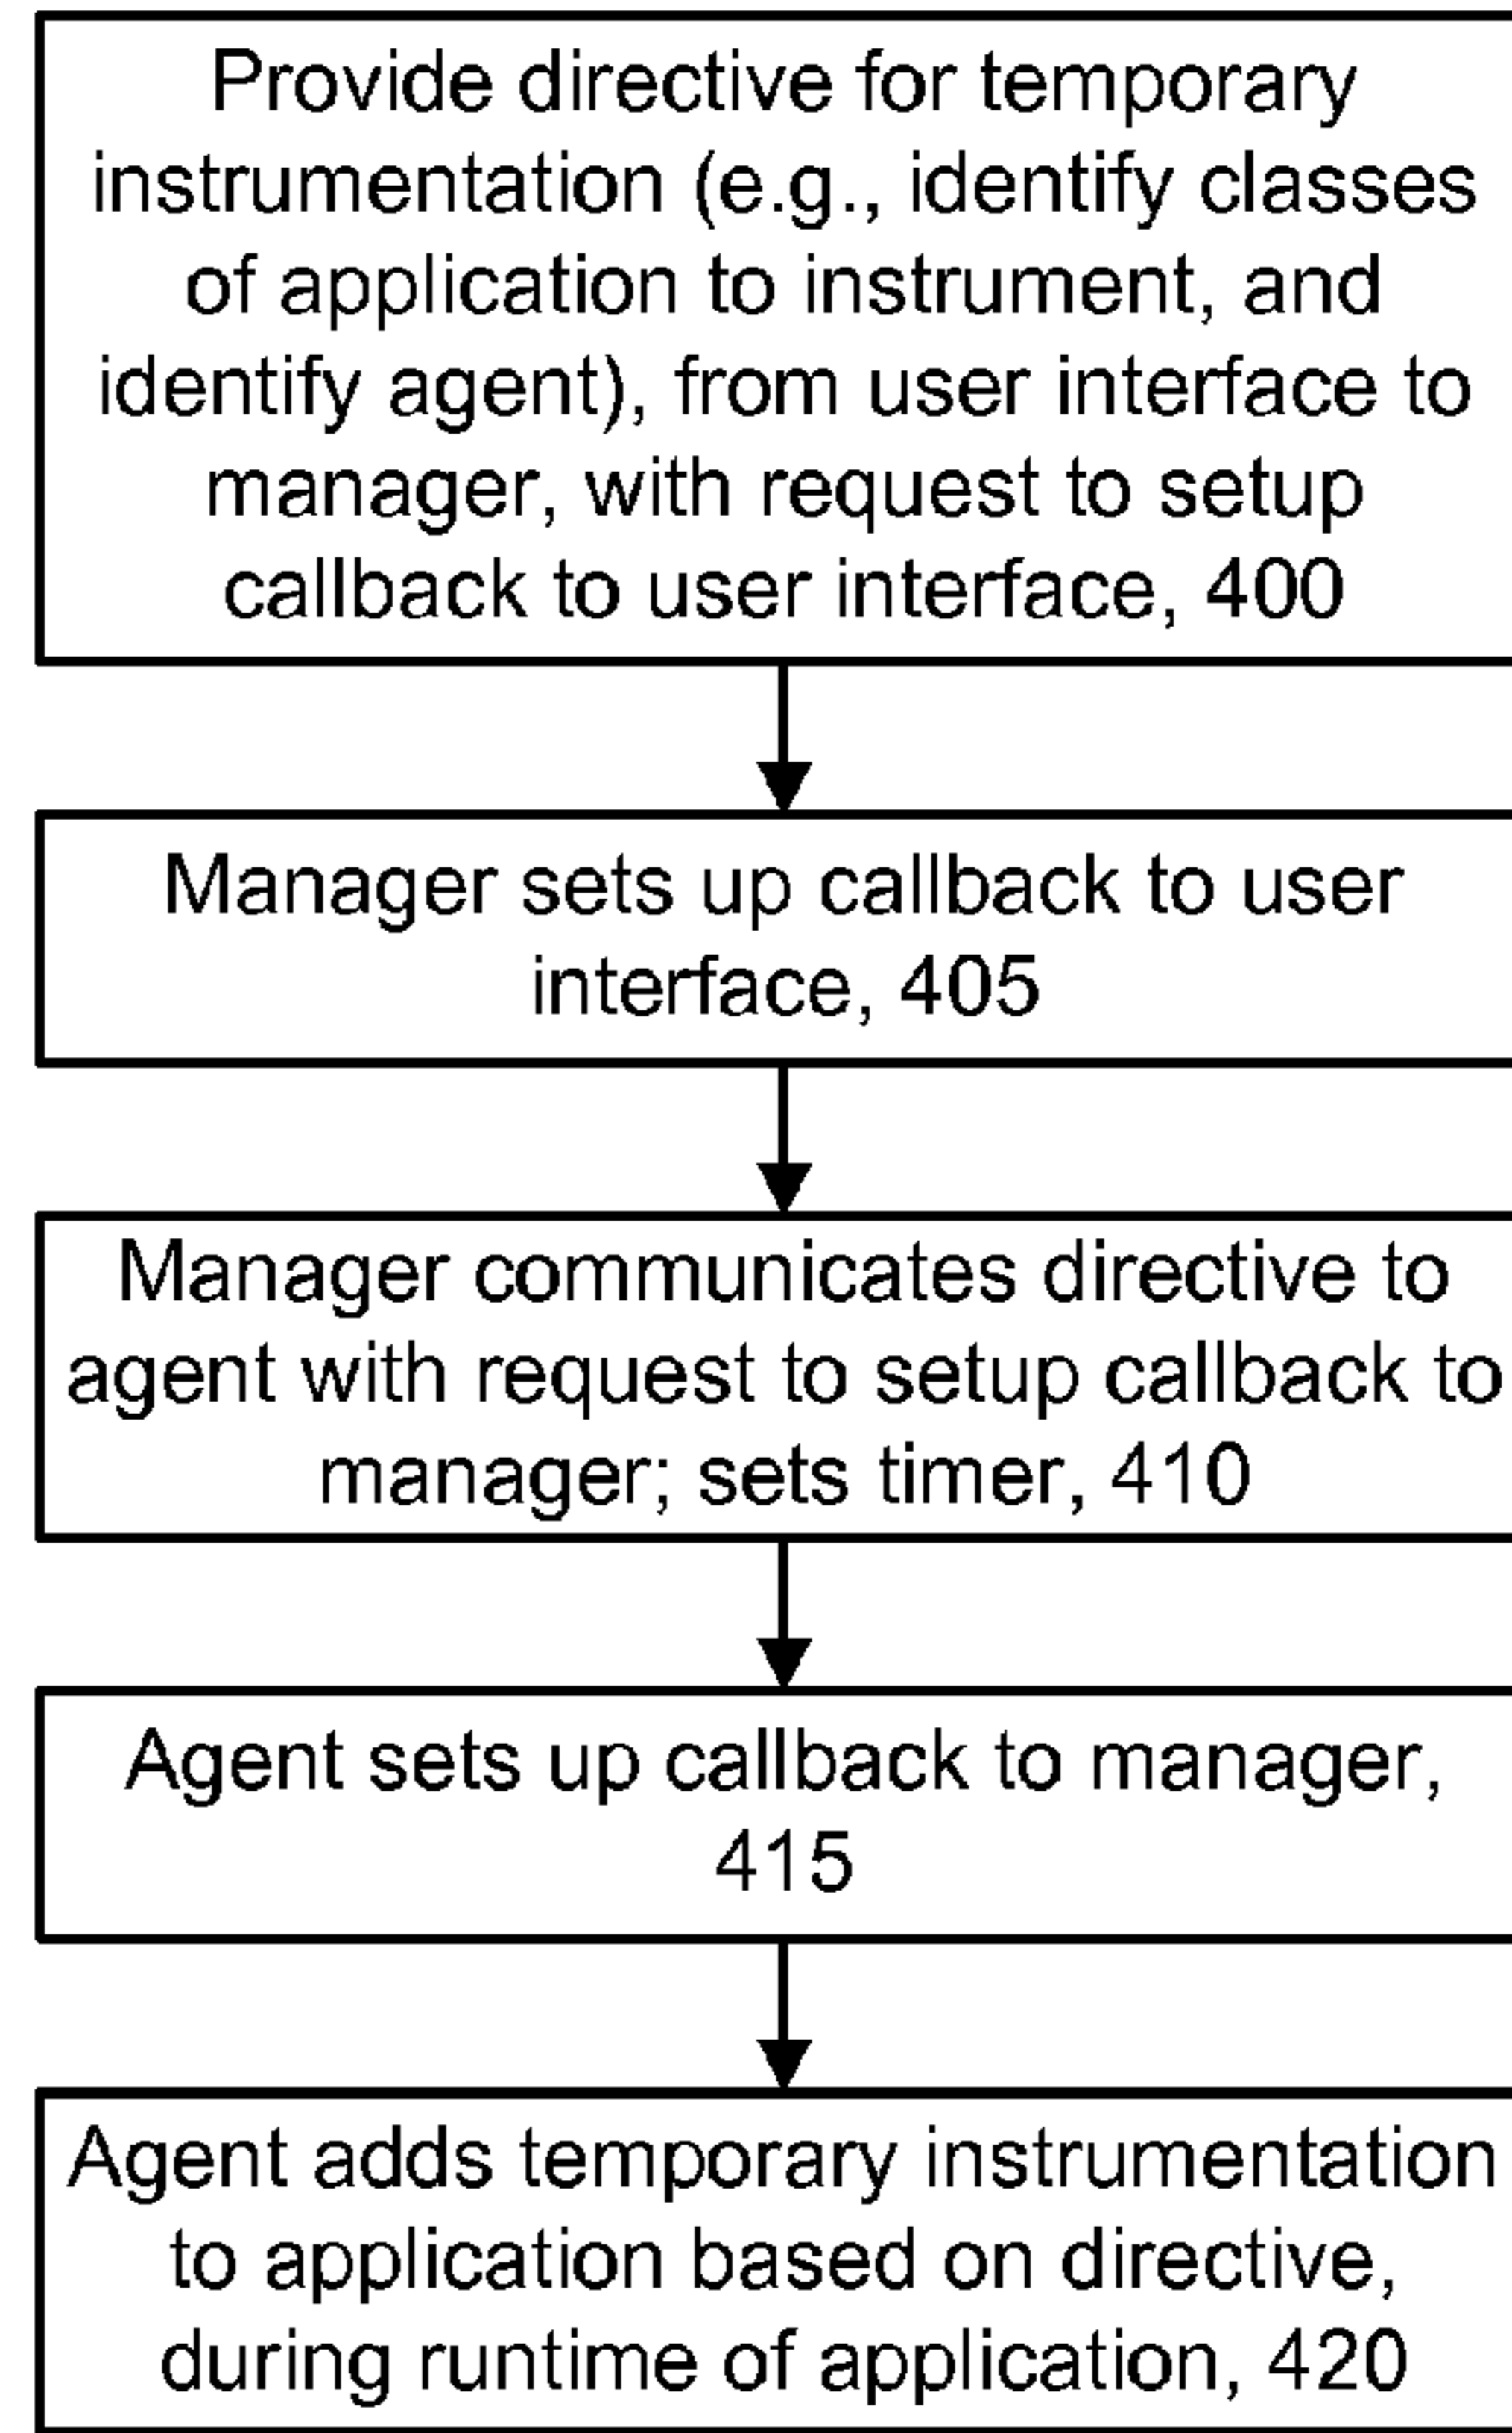 Provide directive for temporary
instrumentation (e.g., identify classes
of application to instrument, and
identify agent), from user interface to
manager, with request to setup
callback to user interface, 400
Manager sets up callback to user
interface, 405
Manager communicates directive to
agent with request to setup callback to
manager; sets timer, 410
Agent sets up callback to manager,
415
Agent adds temporary instrumentation
to application based on directive,
during runtime of application, 420